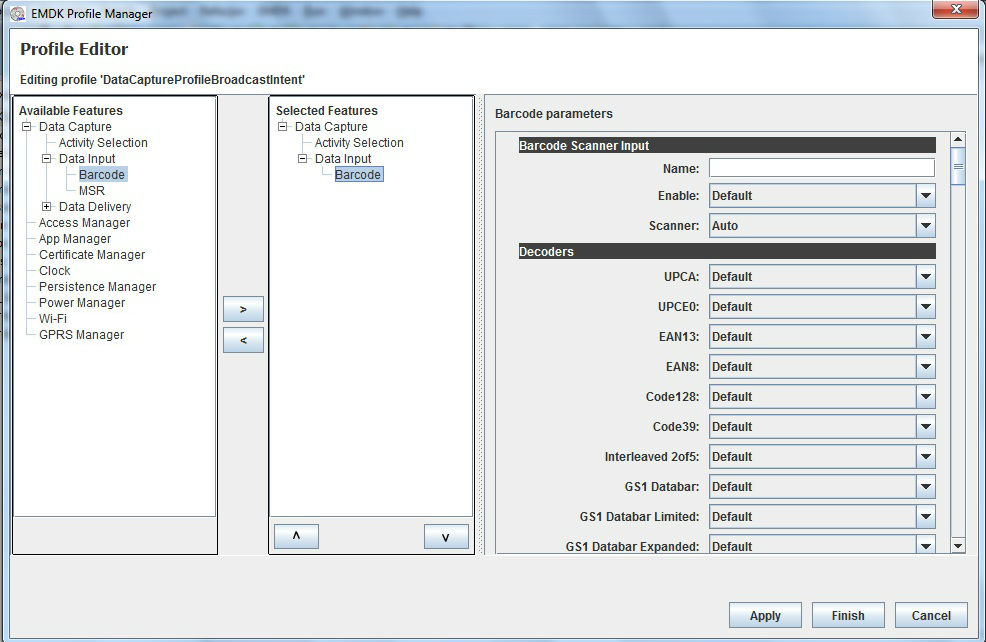 EMDK Profile Manager
Profile Editor
Editing profile 'DataCaptureProfileBroadcastIntent'
Available Features
Data Capture
Activity Selection
Data Input
Barcode
MSR
Data Delivery
Access Manager
App Manager
Certificate Manager
Clock
Persistence Manager
Power Manager
Wi-Fi
GPRS Manager
>
<
Selected Features
Data Capture
Activity Selection
Data Input
Barcode
^
v
Barcode parameters
Barcode Scanner Input
Name:
Enable: Default
Scanner: Auto
Decoders
UPCA: Default
UPCE0: Default
EAN13: Default
EAN8: Default
Code128: Default
Code39: Default
Interleaved 2of5: Default
GS1 Databar: Default
GS1 Databar Limited: Default
GS1 Databar Expanded: Default
Apply Finish Cancel